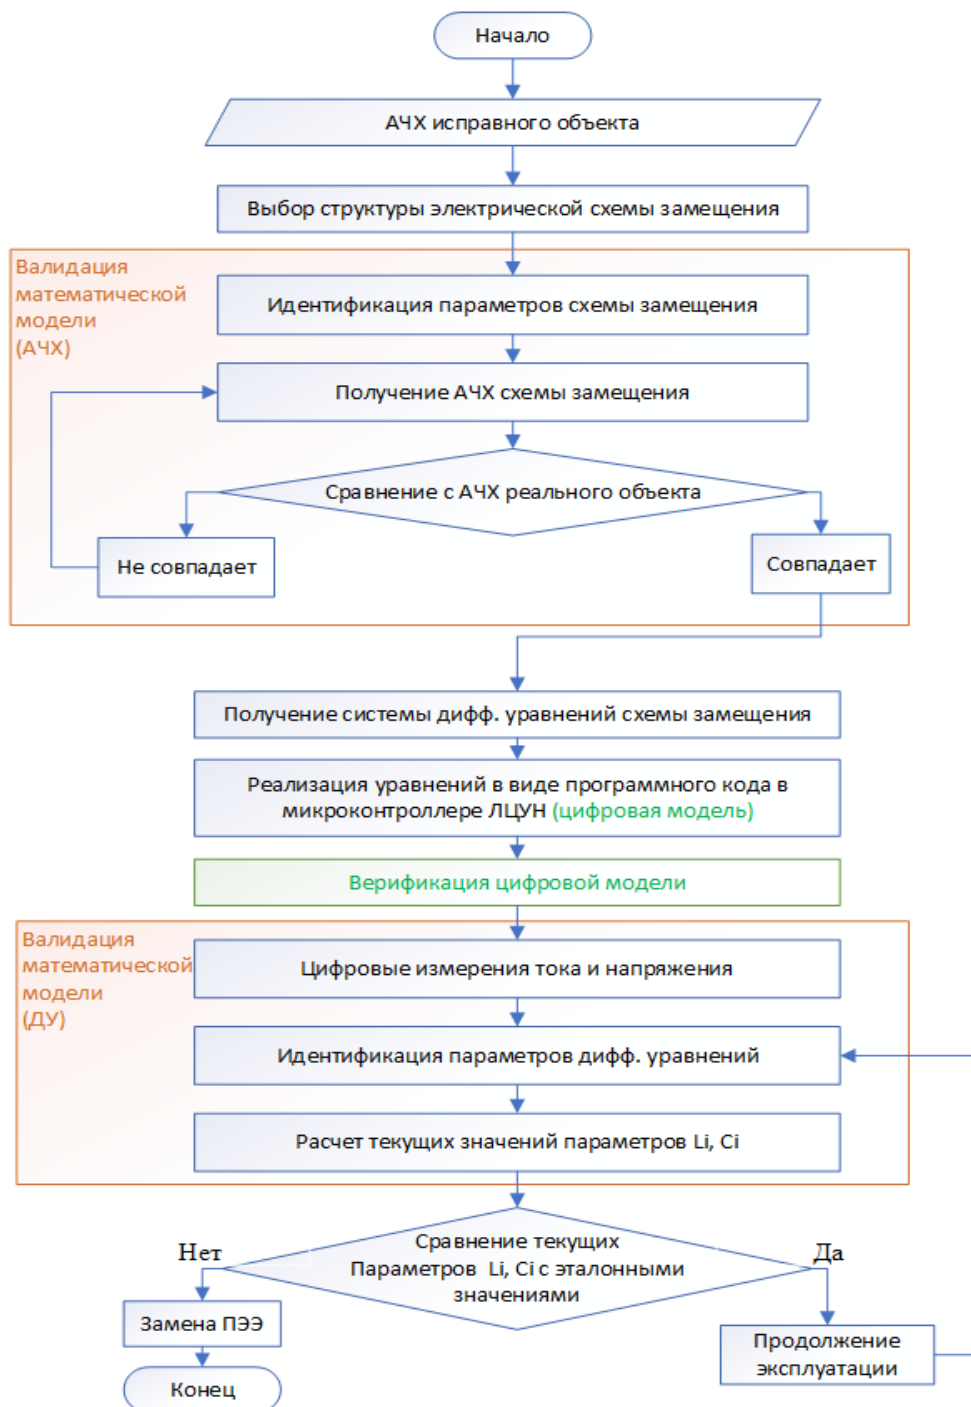 Начало
АЧХ исправного объекта
Выбор структуры электрической схемы замещения
Валидация
математической
модели
(АЧХ)
Идентификация параметров схемы замещения
Получение АЧХ схемы замещения
Сравнение с АЧХ реального объекта
Не совпадает
Совпадает
Получение системы дифф. уравнений схемы замещения
Реализация уравнений в виде программного кода в
микроконтроллере ЛЦУН (цифровая модель)
Верификация цифровой модели
Валидация
математической
модели
(ДУ)
Цифровые измерения тока и напряжения
Идентификация параметров дифф. уравнений
Расчет текущих значений параметров Li, Ci
Сравнение текущих
Параметров Li, Ci с эталонными
значениями
Нет
Да
Замена ПЭЭ
Продолжение
эксплуатации
Конец